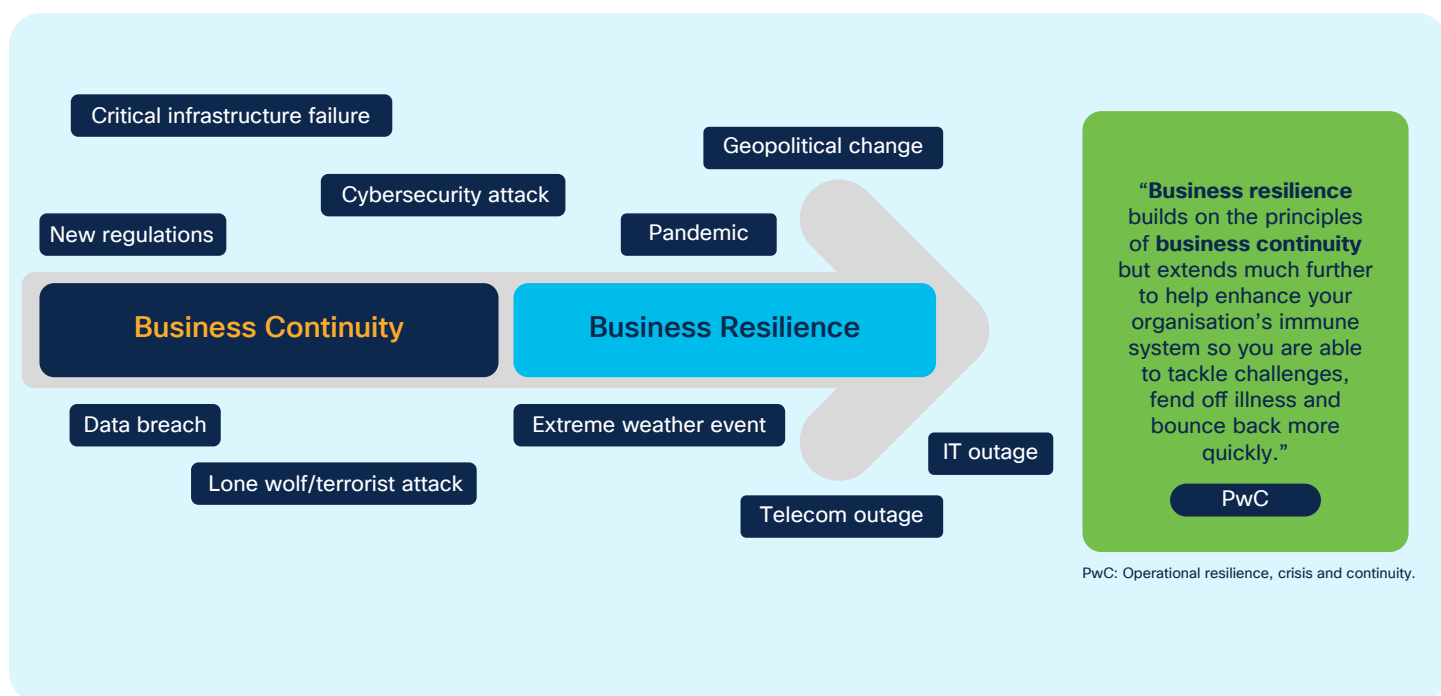 Critical infrastructure failure
Geopolitical change
Cybersecurity attack
New regulations
Pandemic
Business Continuity
Business Resilience
Data breach
Extreme weather event
IT outage
Lone wolf/terrorist attack
Telecom outage
“Business resilience
builds on the principles
of business continuity
but extends much further
to help enhance your
organisation’s immune
system so you are able
to tackle challenges,
fend off illness and
bounce back more
quickly.”
PwC
PwC: Operational resilience, crisis and continuity.